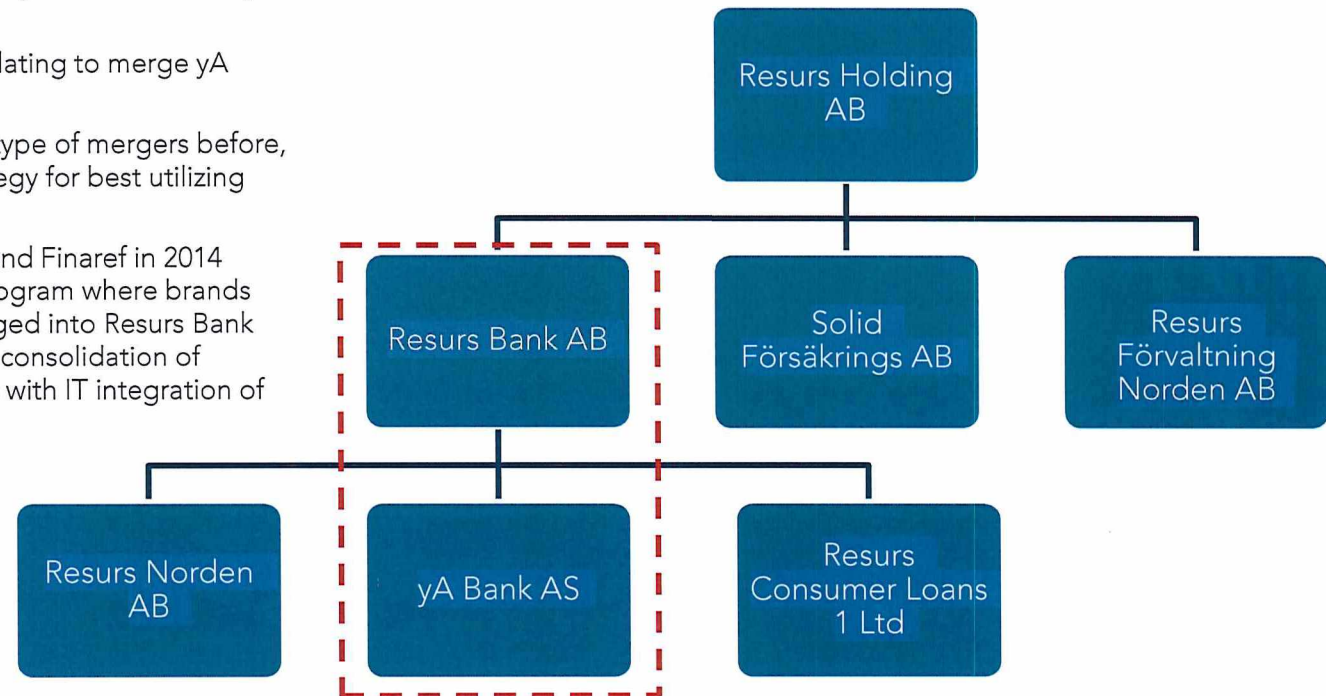 lating to merge yA
type of mergers before,
egy for best utilizing
nd Finaref in 2014
ogram where brands
ged into Resurs Bank
consolidation of
with IT integration of
Resurs Holding
AB
Resurs Bank AB
Solid
Försäkrings AB
Resurs
Förvaltning
Norden AB
Resurs Norden
AB
yA Bank AS
Resurs
Consumer Loans
1 Ltd